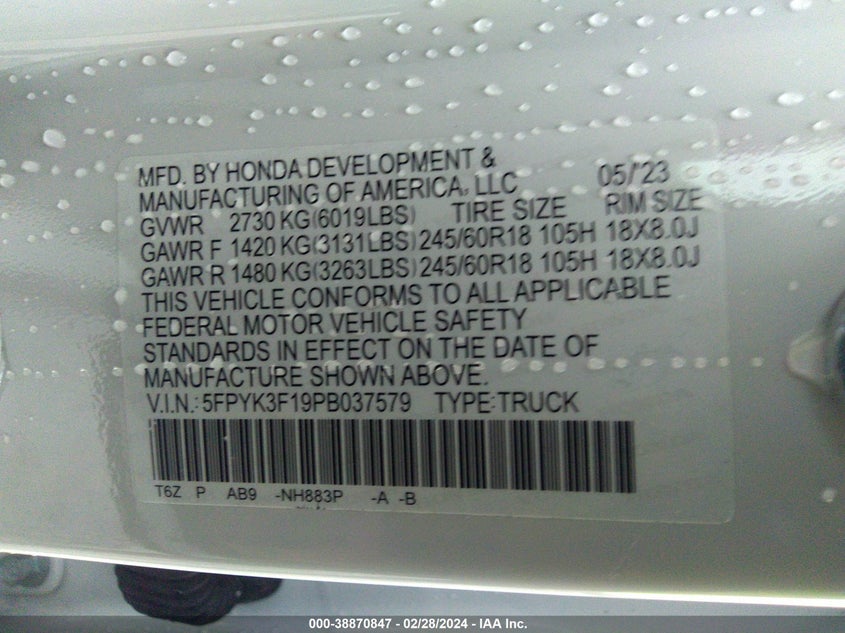 MFD. BY HONDA DEVELOPMENT &
MANUFACTURING OF AMERICA, LLC 05/'23
GVWR 2730 KG(6019LBS) TIRE SIZE RIM SIZE
GAWR F 1420 KG(3131LBS) 245/60R18 105H 18X8.0J
GAWR R 1480 KG(3263LBS) 245/60R18 105H 18X8.0J
THIS VEHICLE CONFORMS TO ALL APPLICABLE
FEDERAL MOTOR VEHICLE SAFETY
STANDARDS IN EFFECT ON THE DATE OF
MANUFACTURE SHOWN ABOVE.
V.I.N.: 5FPYK3F19PB037579 TYPE:TRUCK
T6Z P AB9 -NH883P -A -B
000-38870847 - 02/28/2024 - IAA Inc.